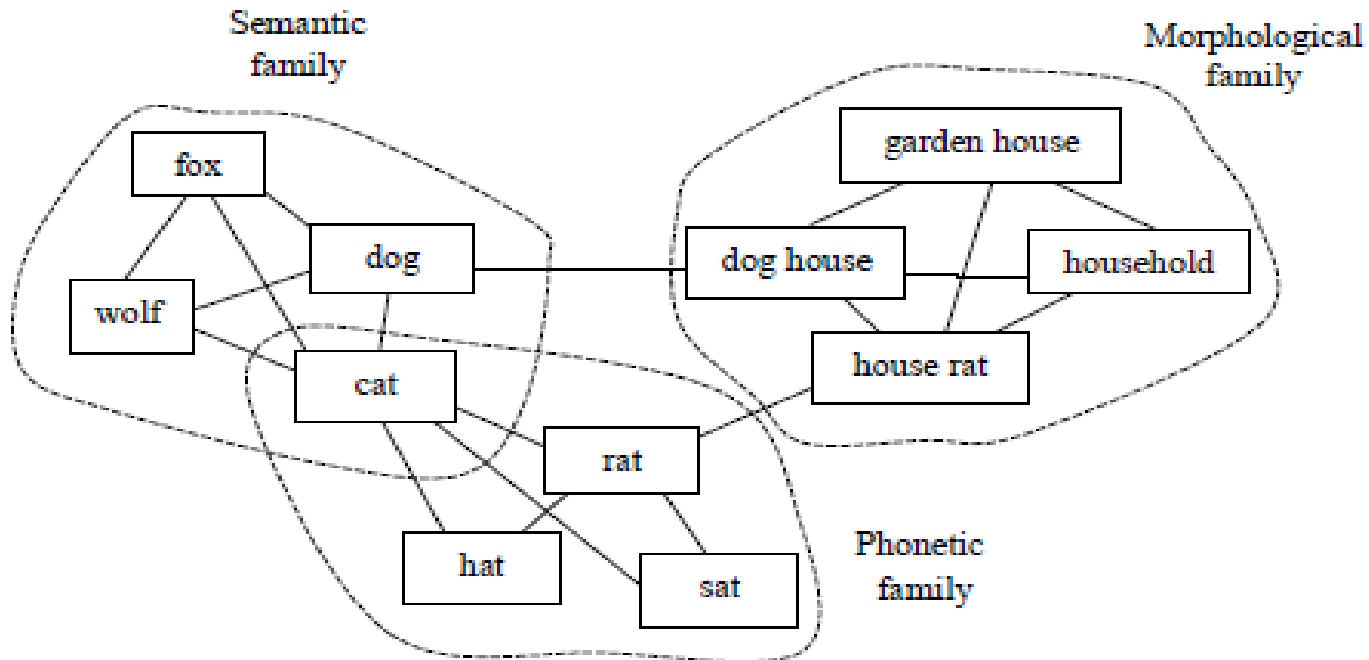 Semantic
family
Morphological
family
garden house
fox
dog
dog house
household
wolf
house rat
cat
rat
hat
sat
Phonetic
family